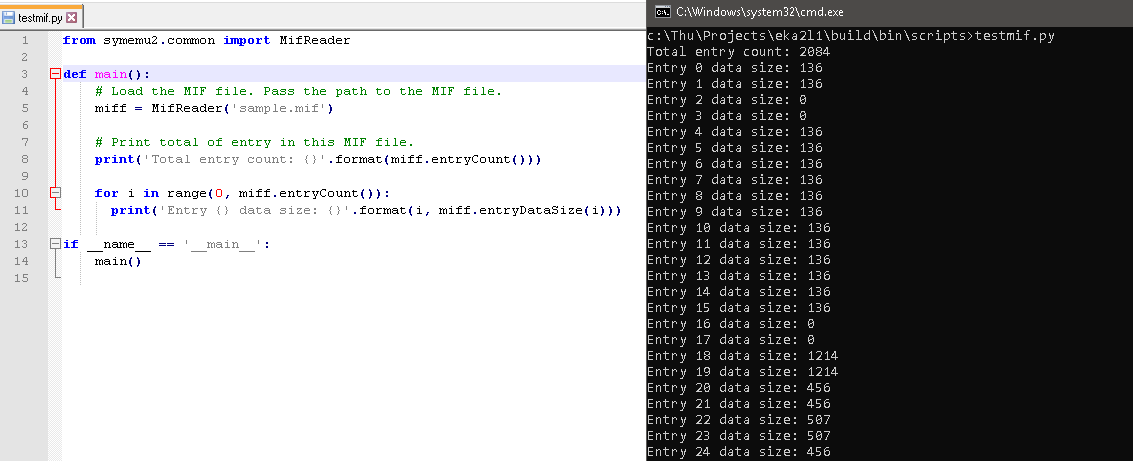 testmif.py
1 from symemu2.common import MifReader
2
3 def main():
4 # Load the MIF file. Pass the path to the MIF file.
5 miff = MifReader('sample.mif')
6
7 # Print total of entry in this MIF file.
8 print('Total entry count: {}'.format(miff.entryCount()))
9
10 for i in range(0, miff.entryCount()):
11 print('Entry {} data size: {}'.format(i, miff.entryDataSize(i)))
12
13 if __name__ == '__main__':
14 main()
15
C:\Windows\system32\cmd.exe
c:\Thu\Projects\eka2l1\build\bin\scripts>testmif.py
Total entry count: 2084
Entry 0 data size: 136
Entry 1 data size: 136
Entry 2 data size: 0
Entry 3 data size: 0
Entry 4 data size: 136
Entry 5 data size: 136
Entry 6 data size: 136
Entry 7 data size: 136
Entry 8 data size: 136
Entry 9 data size: 136
Entry 10 data size: 136
Entry 11 data size: 136
Entry 12 data size: 136
Entry 13 data size: 136
Entry 14 data size: 136
Entry 15 data size: 136
Entry 16 data size: 0
Entry 17 data size: 0
Entry 18 data size: 1214
Entry 19 data size: 1214
Entry 20 data size: 456
Entry 21 data size: 456
Entry 22 data size: 507
Entry 23 data size: 507
Entry 24 data size: 456